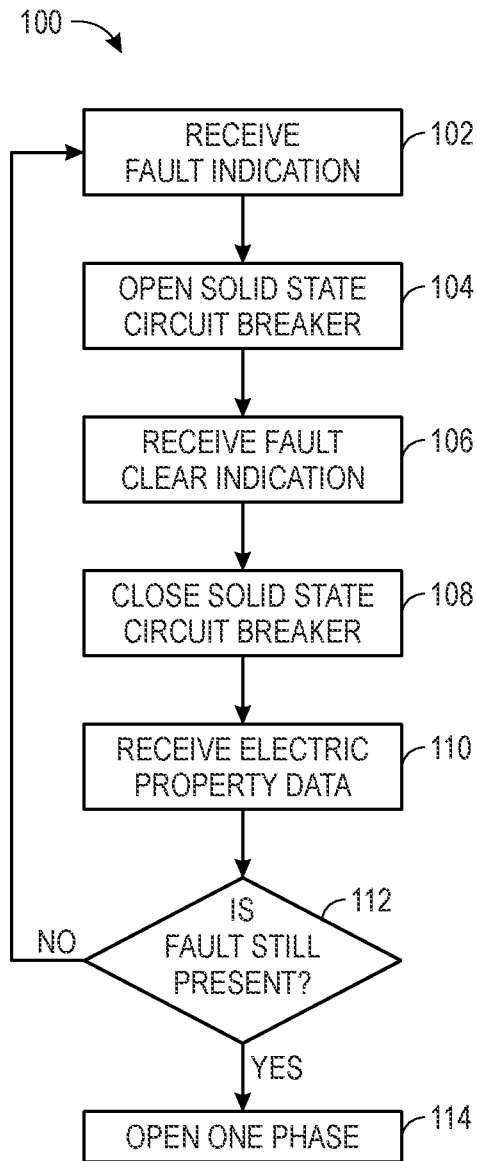 100
RECEIVE
FAULT INDICATION
102
OPEN SOLID STATE
CIRCUIT BREAKER
104
RECEIVE FAULT
CLEAR INDICATION
106
CLOSE SOLID STATE
CIRCUIT BREAKER
108
RECEIVE ELECTRIC
PROPERTY DATA
110
IS
FAULT STILL
PRESENT?
112
NO
YES
OPEN ONE PHASE
114